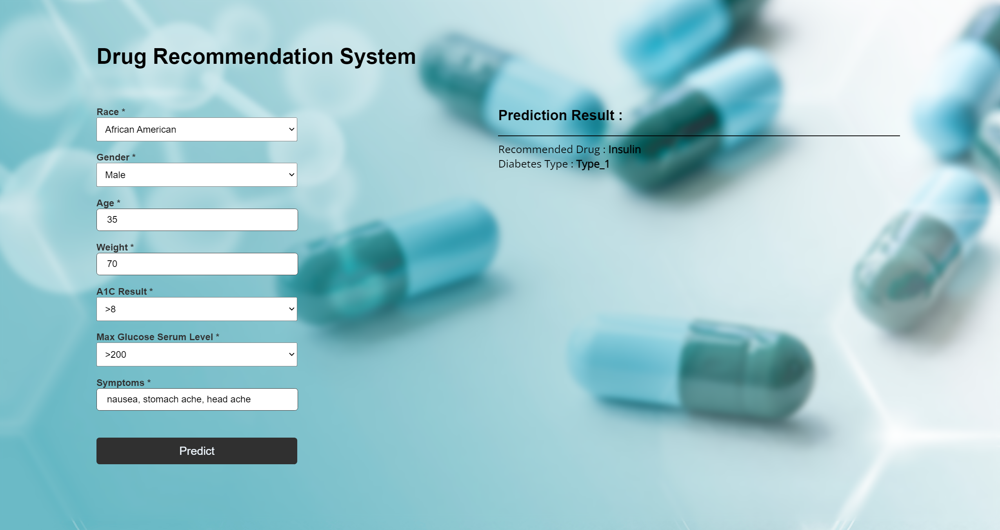 Drug Recommendation System
Race *
African American
Gender *
Male
Age *
35
Weight *
70
A1C Result *
>8
Max Glucose Serum Level *
>200
Symptoms *
nausea, stomach ache, head ache
Predict
Prediction Result :
Recommended Drug : Insulin
Diabetes Type : Type_1